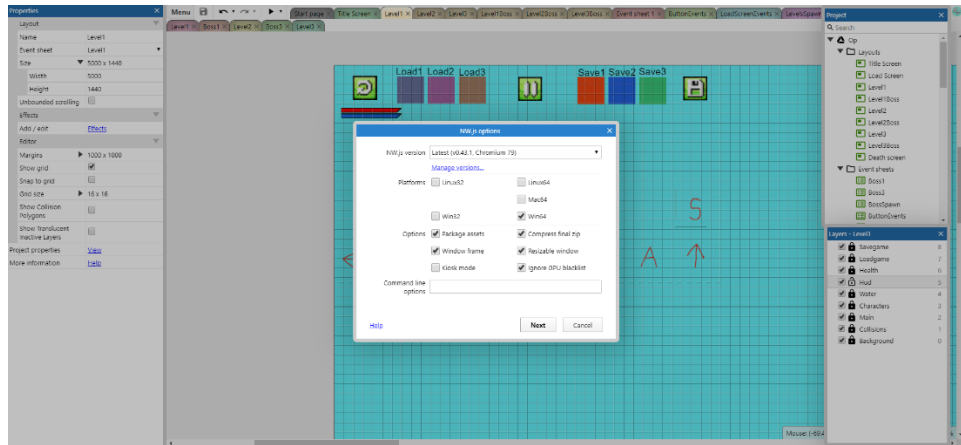 Properties
Menu
Start page
Title Screen
Level1
Level2
Level3
Level1Boss
Level2Boss
Level3Boss
Event sheet 1
ButtonEvents
LoadScreenEvents
LevelsSpawn
Project
Layout
Level1
Boss1
Level2
Boss3
Level3
Search
Name Level1
Event sheet Level1
Size 5000 x 1440
Width 5000
Height 1440
Unbounded scrolling
Effects
Add / edit Effects
Editor
Margins 1000 x 1000
Show grid
Snap to grid
Grid size 16 x 16
Show Collision
Polygons
Show Translucent
Inactive Layers
Project properties View
More information Help
Load1 Load2 Load3
Save1 Save2 Save3
NW.js options
NW.js version Latest (v0.43.1, Chromium 79)
Manage versions...
Platforms Linux32 Linux64
Mac64
Win32 Win64
Options Package assets Compress final zip
Window frame Resizable window
Kiosk mode Ignore GPU blacklist
Command line
options
Help Next Cancel
S
A
Cip
Layouts
Title Screen
Load Screen
Level1
Level1Boss
Level2
Level2Boss
Level3
Level3Boss
Death screen
Event sheets
Boss1
Boss3
BossSpawn
ButtonEvents
Layers - Level1
Savegame 8
Loadgame 7
Health 6
Hud 5
Water 4
Characters 3
Main 2
Collisions 1
Background 0